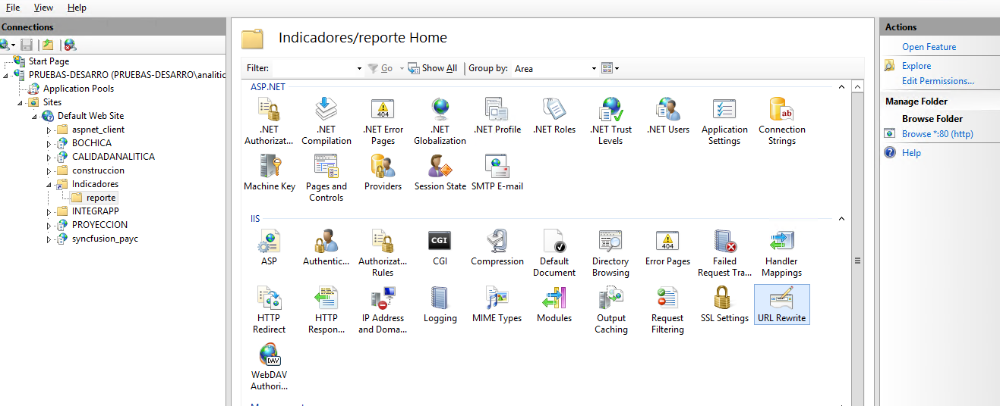 File View Help
Connections
Start Page
PRUEBAS-DESARRO (PRUEBAS-DESARRO\analitic
Application Pools
Sites
Default Web Site
aspnet_client
BOCHICA
CALIDADANALITICA
construccion
Indicadores
reporte
INTEGRAPP
PROYECCION
syncfusion_payc
Indicadores/reporte Home
Filter: Go Show All Group by: Area
ASP.NET
.NET Authorizat...
.NET Compilation
.NET Error Pages
.NET Globalization
.NET Profile
.NET Roles
.NET Trust Levels
.NET Users
Application Settings
Connection Strings
Machine Key
Pages and Controls
Providers
Session State
SMTP E-mail
IIS
ASP
Authentic...
Authorizat... Rules
CGI
Compression
Default Document
Directory Browsing
Error Pages
Failed Request Tra...
Handler Mappings
HTTP Redirect
HTTP Respon...
IP Address and Doma...
Logging
MIME Types
Modules
Output Caching
Request Filtering
SSL Settings
URL Rewrite
WebDAV Authori...
Actions
Open Feature
Explore
Edit Permissions...
Manage Folder
Browse Folder
Browse *:80 (http)
Help